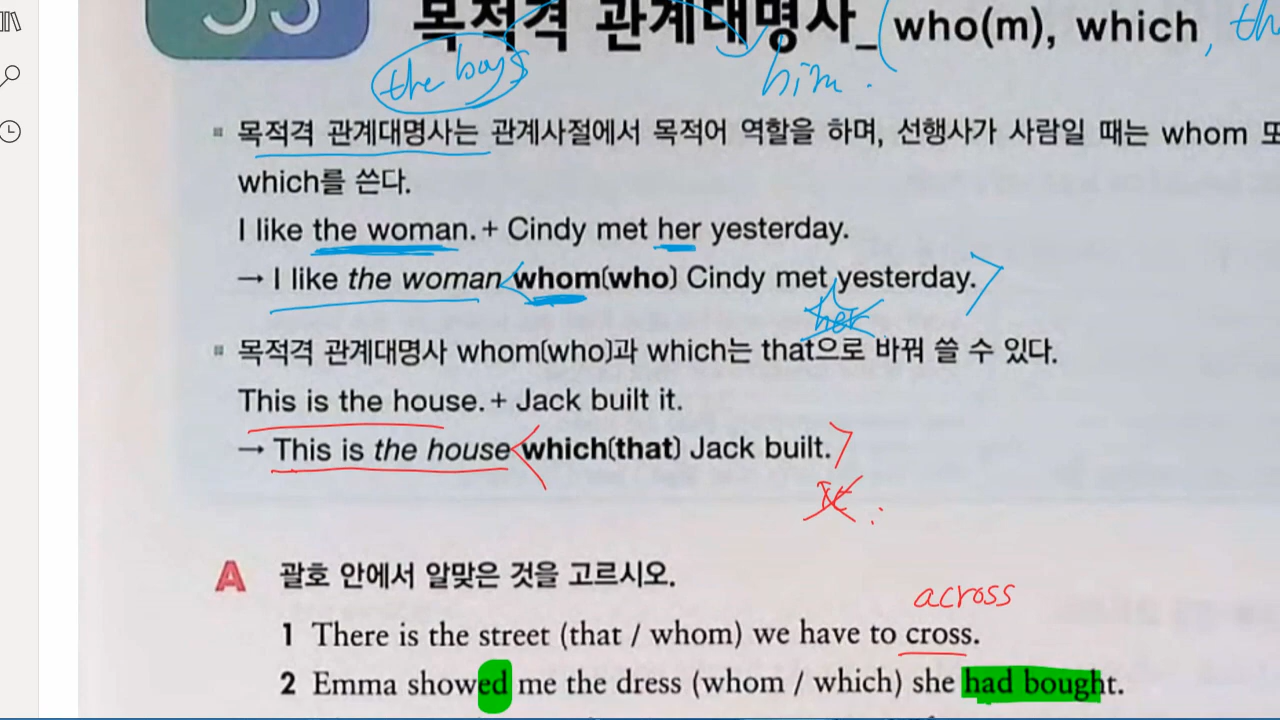 목적격 관계대명사_ who(m), which,
the boys
him.
목적격 관계대명사는 관계사절에서 목적어 역할을 하며, 선행사가 사람일 때는 whom 또
which를 쓴다.
I like the woman. + Cindy met her yesterday.
→ I like the woman whom(who) Cindy met yesterday.
her
목적격 관계대명사 whom(who)과 which는 that으로 바꿔 쓸 수 있다.
This is the house. + Jack built it.
→ This is the house which(that) Jack built.
it.
A 괄호 안에서 알맞은 것을 고르시오.
across
1 There is the street (that / whom) we have to cross.
2 Emma showed me the dress (whom / which) she had bought.